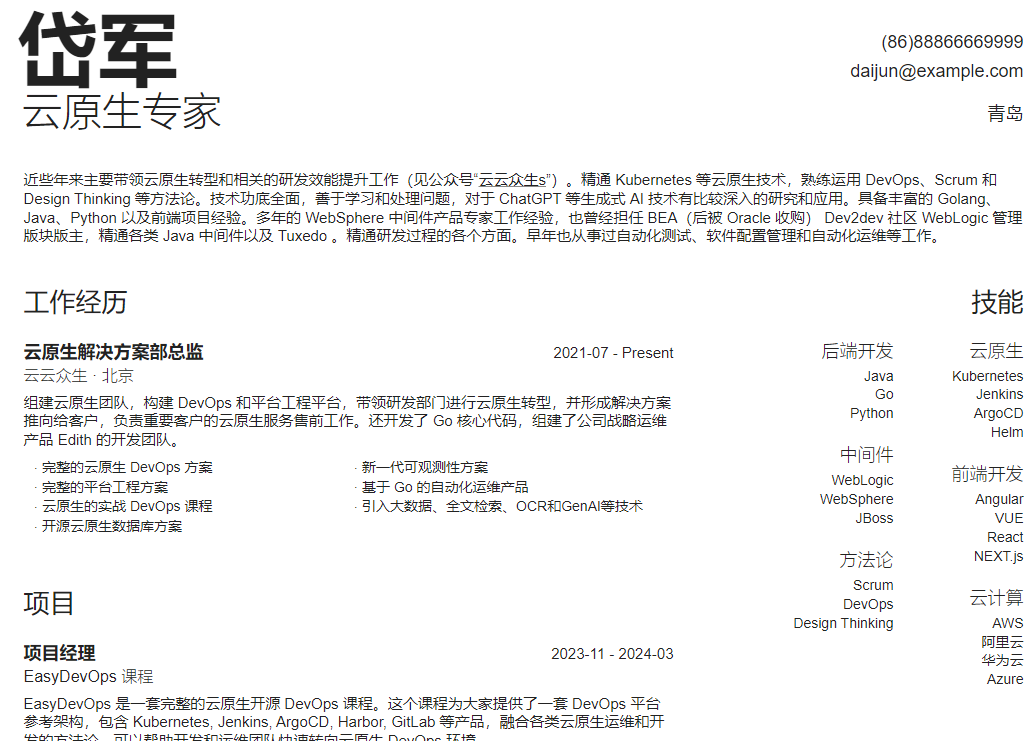 岱军
云原生专家
(86)88866669999
daijun@example.com
青岛
近些年来主要带领云原生转型和相关的研发效能提升工作（见公众号“云云众生s”）。精通 Kubernetes 等云原生技术，熟练运用 DevOps、Scrum 和
Design Thinking 等方法论。技术功底全面，善于学习和处理问题，对于 ChatGPT 等生成式 AI 技术有比较深入的研究和应用。具备丰富的 Golang、
Java、Python 以及前端项目经验。多年的 WebSphere 中间件产品专家工作经验，也曾经担任 BEA（后被 Oracle 收购） Dev2dev 社区 WebLogic 管理
版块版主，精通各类 Java 中间件以及 Tuxedo 。精通研发过程的各个方面。早年也从事过自动化测试、软件配置管理和自动化运维等工作。
工作经历
云原生解决方案部总监
2021-07 - Present
云云众生 · 北京
组建云原生团队，构建 DevOps 和平台工程平台，带领研发部门进行云原生转型，并形成解决方案
推向给客户，负责重要客户的云原生服务售前工作。还开发了 Go 核心代码，组建了公司战略运维
产品 Edith 的开发团队。
· 完整的云原生 DevOps 方案
· 完整的平台工程方案
· 云原生的实战 DevOps 课程
· 开源云原生数据库方案
· 新一代可观测性方案
· 基于 Go 的自动化运维产品
· 引入大数据、全文检索、OCR和GenAI等技术
项目
项目经理
2023-11 - 2024-03
EasyDevOps 课程
EasyDevOps 是一套完整的云原生开源 DevOps 课程。这个课程为大家提供了一套 DevOps 平台
参考架构，包含 Kubernetes, Jenkins, ArgoCD, Harbor, GitLab 等产品，融合各类云原生运维和开
发的方法论，可以帮助开发和运维团队快速转向云原生 DevOps 环境
技能
后端开发
Java
Go
Python
中间件
WebLogic
WebSphere
JBoss
方法论
Scrum
DevOps
Design Thinking
云原生
Kubernetes
Jenkins
ArgoCD
Helm
前端开发
Angular
VUE
React
NEXT.js
云计算
AWS
阿里云
华为云
Azure